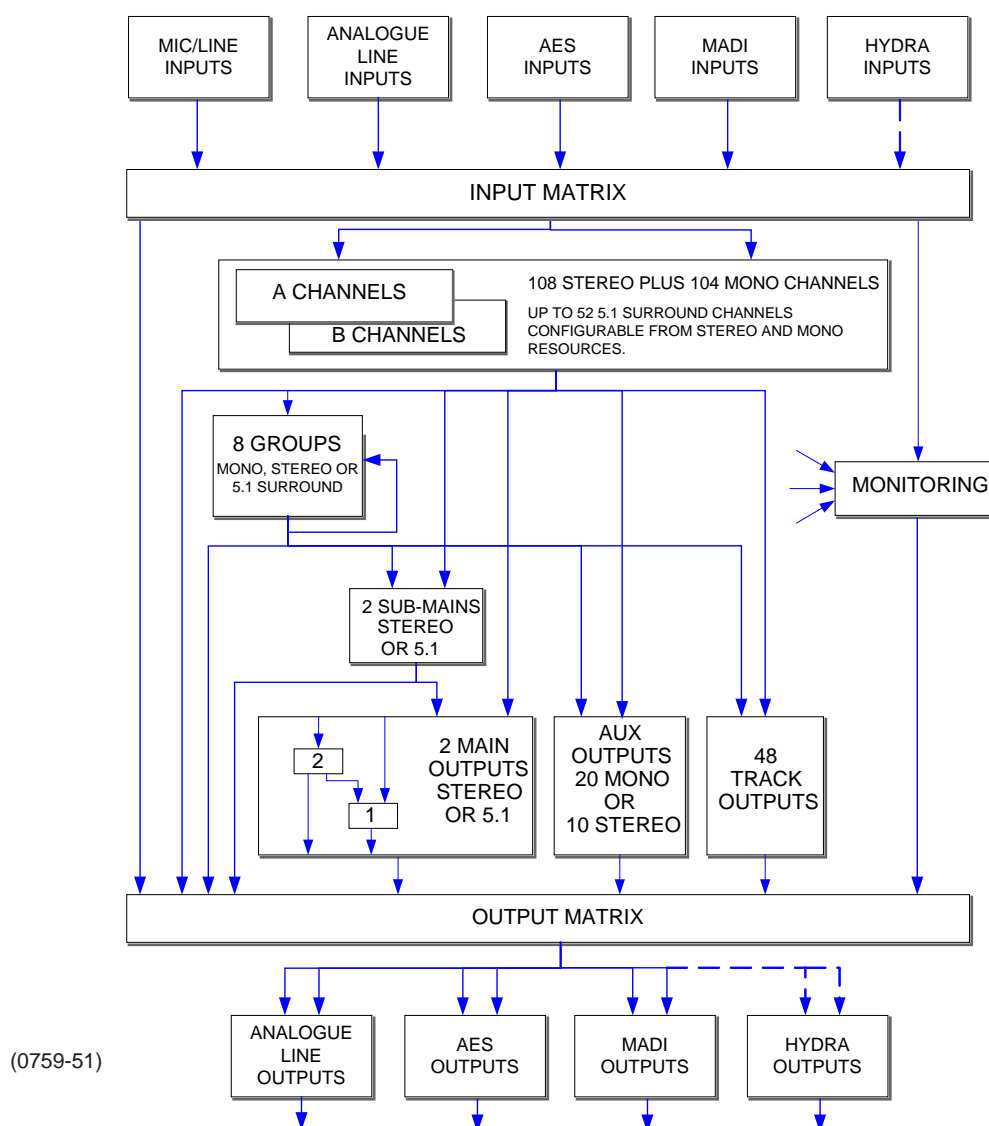 MIC/LINE
INPUTS
ANALOGUE
LINE
INPUTS
AES
INPUTS
MADI
INPUTS
HYDRA
INPUTS
INPUT MATRIX
A CHANNELS
B CHANNELS
108 STEREO PLUS 104 MONO CHANNELS
UP TO 52 5.1 SURROUND CHANNELS
CONFIGURABLE FROM STEREO AND MONO
RESOURCES.
8 GROUPS
MONO, STEREO OR
5.1 SURROUND
MONITORING
2 SUB-MAINS
STEREO
OR 5.1
2
1
2 MAIN
OUTPUTS
STEREO
OR 5.1
AUX
OUTPUTS
20 MONO
OR
10 STEREO
48
TRACK
OUTPUTS
OUTPUT MATRIX
ANALOGUE
LINE
OUTPUTS
AES
OUTPUTS
MADI
OUTPUTS
HYDRA
OUTPUTS
(0759-51)